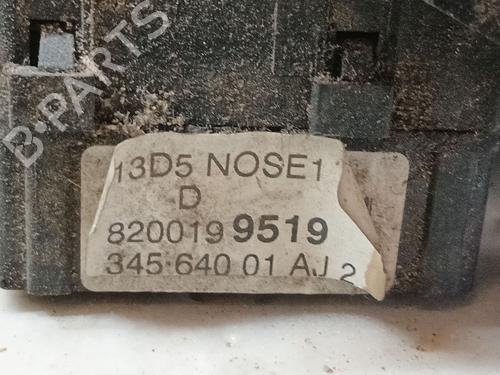 B-PARTS
13D5 NOSE1
D
8200199519
345·640 01 AJ 2